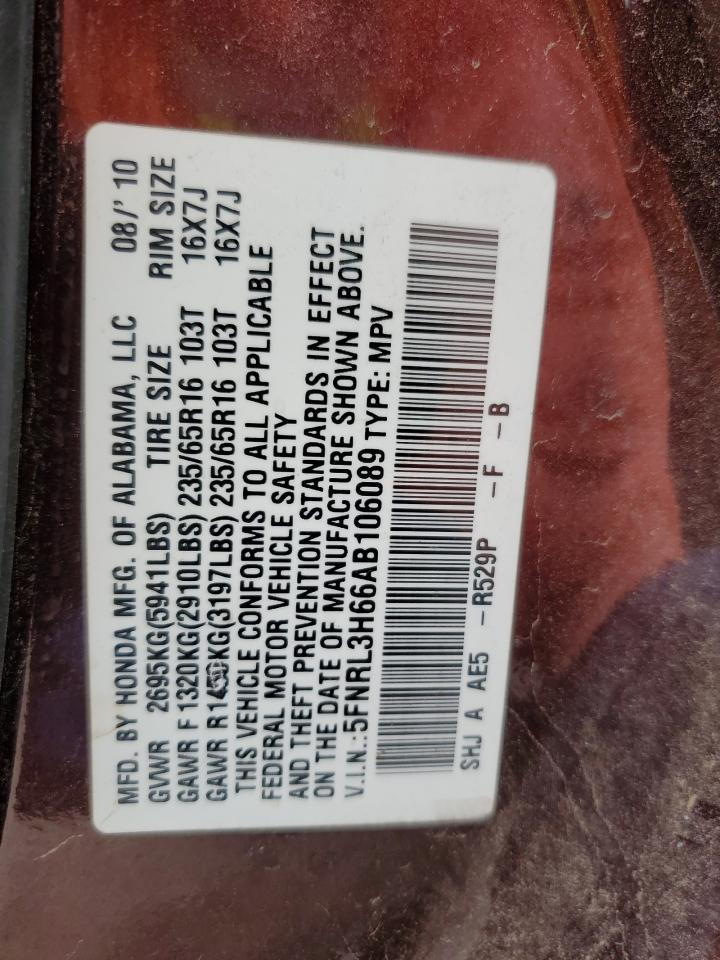 MFD. BY HONDA MFG. OF ALABAMA, LLC 08/' 10
GVWR 2695KG(5941LBS) TIRE SIZE RIM SIZE
GAWR F 1320KG(2910LBS) 235/65R16 103T 16X7J
GAWR R (3197LBS) 235/65R16 103T 16X7J
THIS VEHICLE CONFORMS TO ALL APPLICABLE
FEDERAL MOTOR VEHICLE SAFETY
AND THEFT PREVENTION STANDARDS IN EFFECT
ON THE DATE OF MANUFACTURE SHOWN ABOVE.
V.I.N.: 5FNRL3H66AB106089 TYPE: MPV
SHJ A AE5 -R529P -F -B